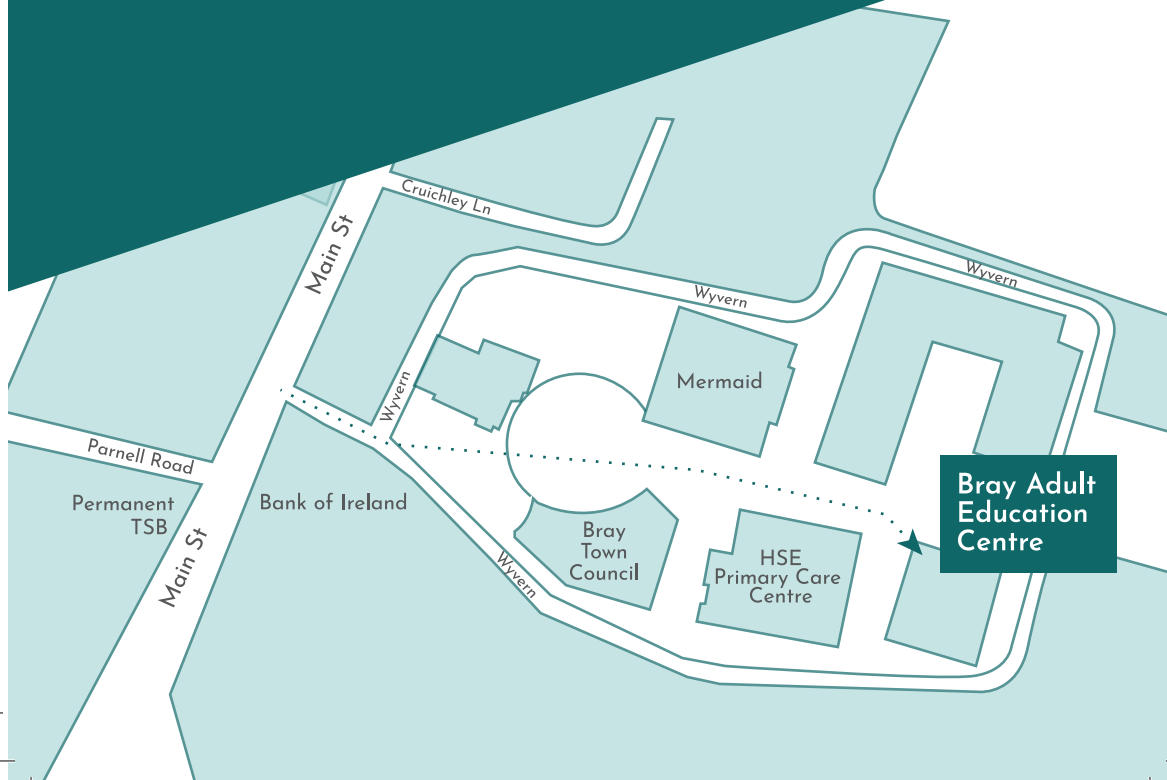 Cruichley Ln
Main St
Wyvern
Wyvern
Mermaid
Wyvern
Parnell Road
Permanent
TSB
Bank of Ireland
Main St
Bray
Town
Council
Wyvern
HSE
Primary Care
Centre
Bray Adult
Education
Centre